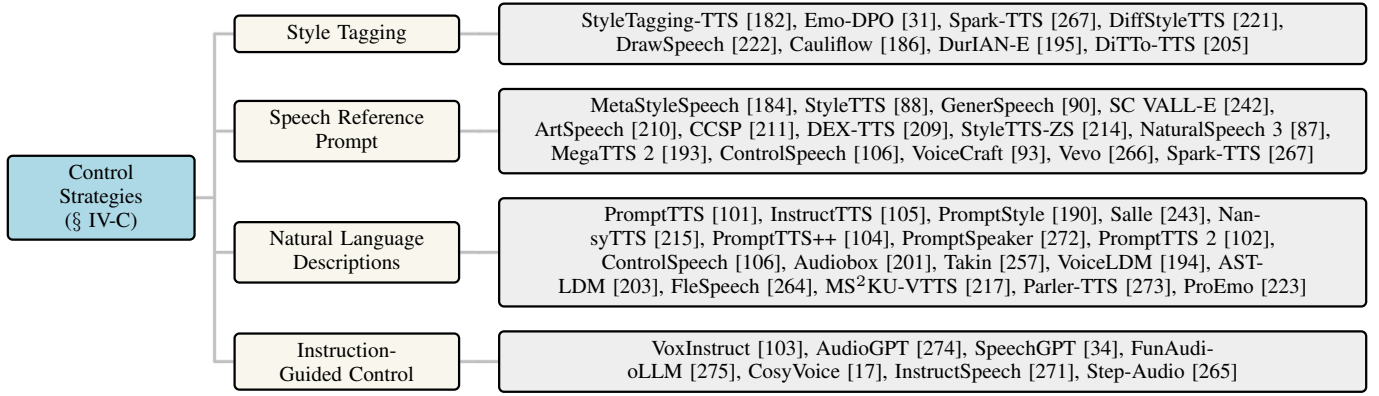 Control
Strategies
(§ IV-C)
Style Tagging
StyleTagging-TTS [182], Emo-DPO [31], Spark-TTS [267], DiffStyleTTS [221],
DrawSpeech [222], Cauliflow [186], DurIAN-E [195], DiTTo-TTS [205]
Speech Reference
Prompt
MetaStyleSpeech [184], StyleTTS [88], GenerSpeech [90], SC VALL-E [242],
ArtSpeech [210], CCSP [211], DEX-TTS [209], StyleTTS-ZS [214], NaturalSpeech 3 [87],
MegaTTS 2 [193], ControlSpeech [106], VoiceCraft [93], Vevo [266], Spark-TTS [267]
Natural Language
Descriptions
PromptTTS [101], InstructTTS [105], PromptStyle [190], Salle [243], Nan-
syTTS [215], PromptTTS++ [104], PromptSpeaker [272], PromptTTS 2 [102],
ControlSpeech [106], Audiobox [201], Takin [257], VoiceLDM [194], AST-
LDM [203], FleSpeech [264], MS²KU-VTTS [217], Parler-TTS [273], ProEmo [223]
Instruction-
Guided Control
VoxInstruct [103], AudioGPT [274], SpeechGPT [34], FunAudi-
oLLM [275], CosyVoice [17], InstructSpeech [271], Step-Audio [265]